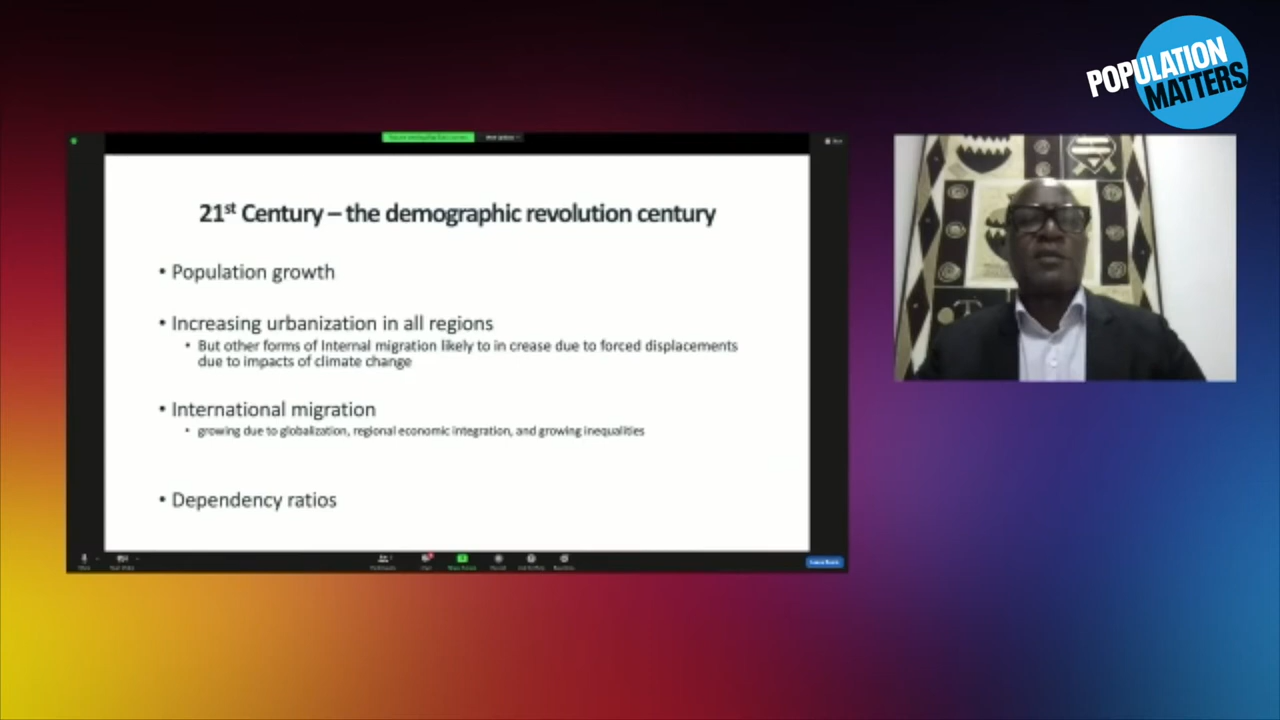 POPULATION
MATTERS
21st Century – the demographic revolution century
• Population growth
• Increasing urbanization in all regions
• But other forms of Internal migration likely to in crease due to forced displacements
due to impacts of climate change
• International migration
• growing due to globalization, regional economic integration, and growing inequalities
• Dependency ratios